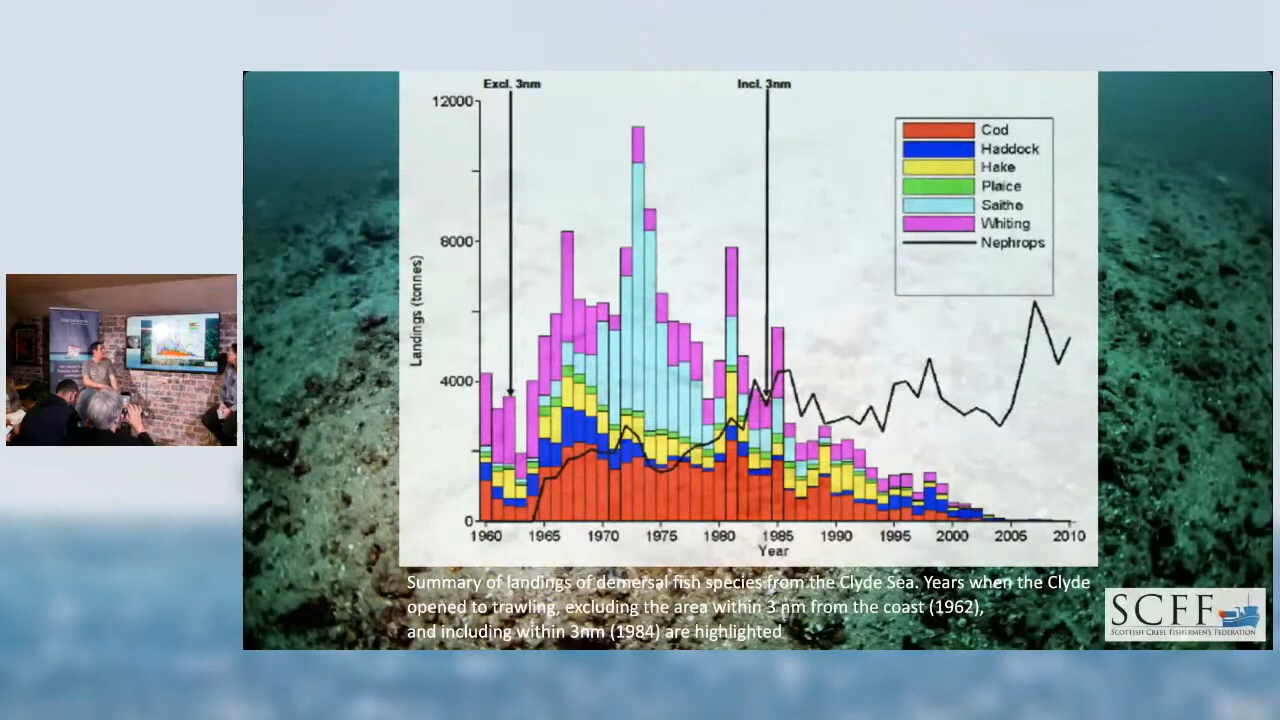 Excl. 3nm
Incl. 3nm
12000
8000
4000
0
Landings (tonnes)
Cod
Haddock
Hake
Plaice
Saithe
Whiting
Nephrops
1960 1965 1970 1975 1980 1985 1990 1995 2000 2005 2010
Year
Summary of landings of demersal fish species from the Clyde Sea. Years when the Clyde
opened to trawling, excluding the area within 3 nm from the coast (1962),
and including within 3nm (1984) are highlighted
SCFF
SCOTTISH CREEL FISHERMEN'S FEDERATION